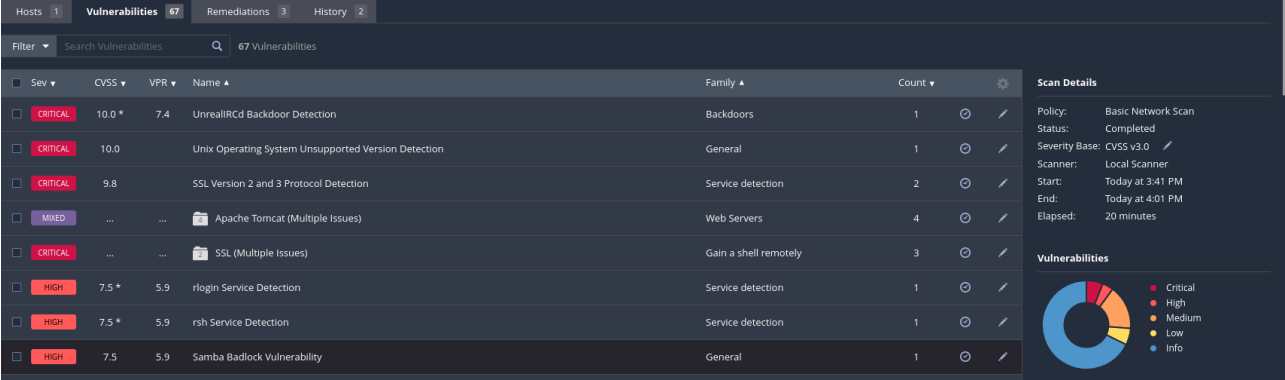 Hosts 1 Vulnerabilities 67 Remediations 3 History 2
Filter Search Vulnerabilities 67 Vulnerabilities
Sev CVSS VPR Name Family Count
CRITICAL 10.0 * 7.4 UnrealIRCd Backdoor Detection Backdoors 1
CRITICAL 10.0 Unix Operating System Unsupported Version Detection General 1
CRITICAL 9.8 SSL Version 2 and 3 Protocol Detection Service detection 2
MIXED ... ... 4 Apache Tomcat (Multiple Issues) Web Servers 4
CRITICAL ... ... 2 SSL (Multiple Issues) Gain a shell remotely 3
HIGH 7.5 * 5.9 rlogin Service Detection Service detection 1
HIGH 7.5 * 5.9 rsh Service Detection Service detection 1
HIGH 7.5 5.9 Samba Badlock Vulnerability General 1
Scan Details
Policy: Basic Network Scan
Status: Completed
Severity Base: CVSS v3.0
Scanner: Local Scanner
Start: Today at 3:41 PM
End: Today at 4:01 PM
Elapsed: 20 minutes
Vulnerabilities
Critical
High
Medium
Low
Info